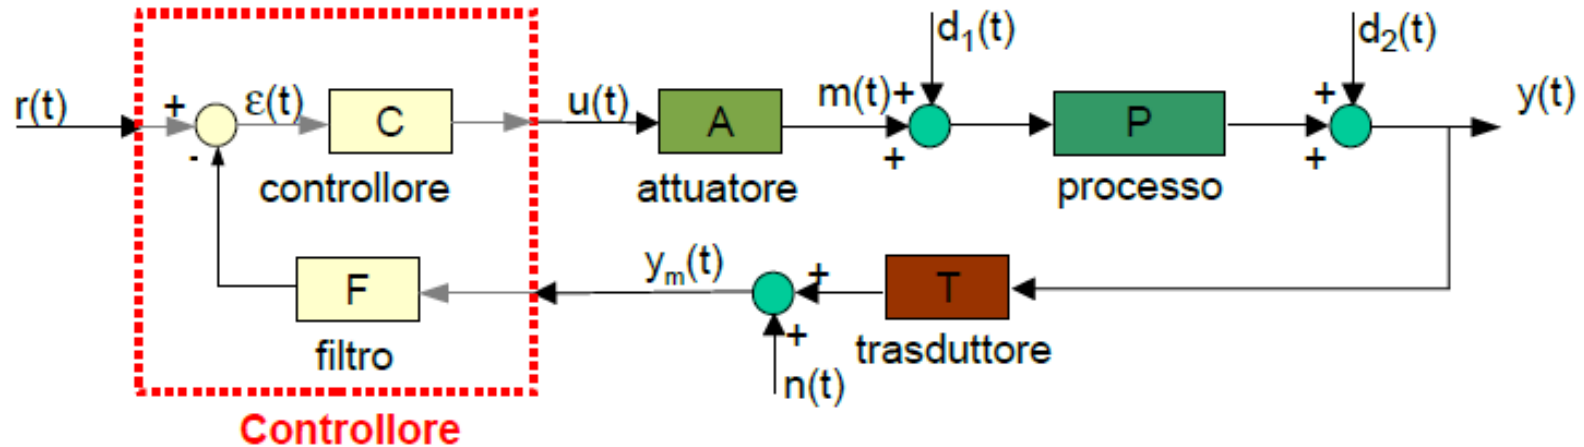 d₁(t)
d₂(t)
r(t)
+
-
ε(t)
C
controllore
u(t)
A
attuatore
m(t)
+
+
P
processo
+
+
y(t)
F
filtro
yₘ(t)
+
+
n(t)
T
trasduttore
Controllore